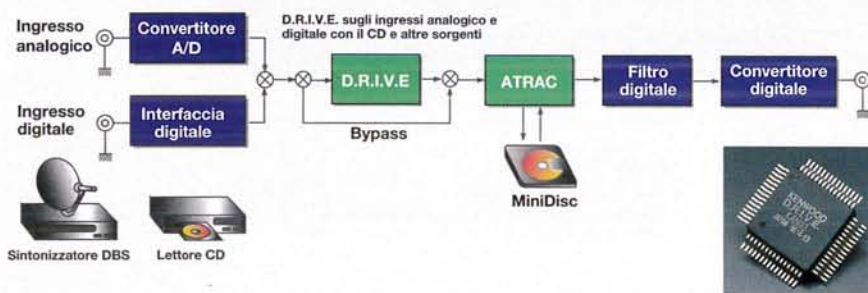 D.R.I.V.E. sugli ingressi analogico e
digitale con il CD e altre sorgenti
Ingresso
analogico
Convertitore
A/D
D.R.I.V.E
ATRAC
Filtro
digitale
Convertitore
digitale
Ingresso
digitale
Interfaccia
digitale
Bypass
MiniDisc
Sintonizzatore DBS
Lettore CD
KENWOOD
D.R.I.V.E.